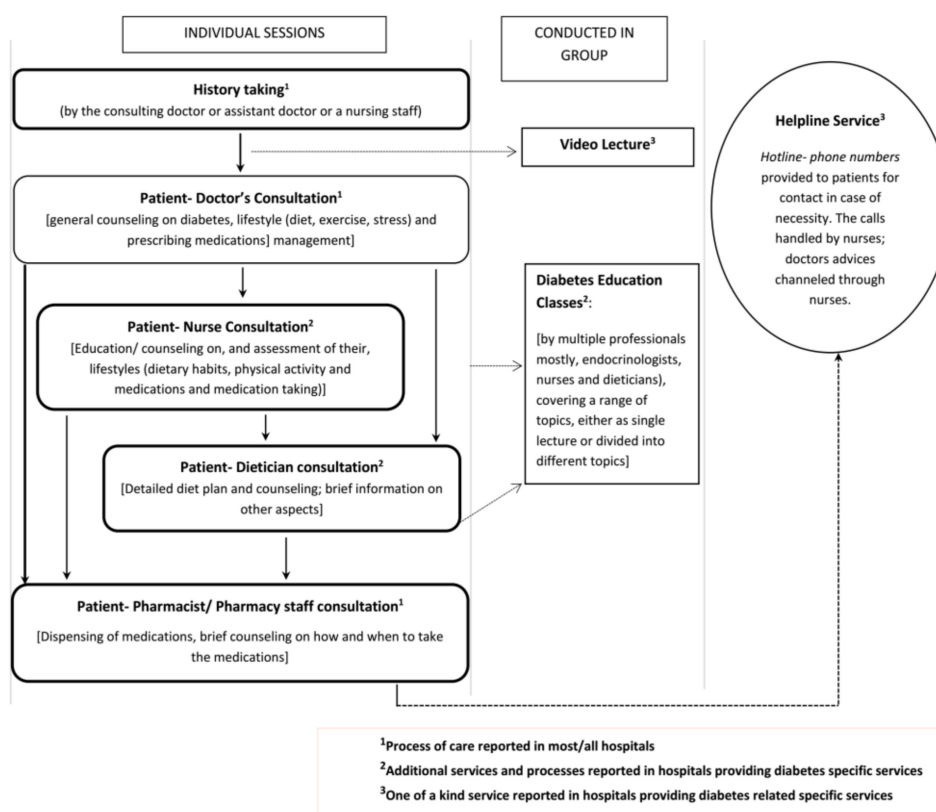 INDIVIDUAL SESSIONS
CONDUCTED IN
GROUP
History taking¹
(by the consulting doctor or assistant doctor or a nursing staff)
Video Lecture³
Helpline Service³
Hotline- phone numbers
provided to patients for
contact in case of
necessity. The calls
handled by nurses;
doctors advices
channeled through
nurses.
Patient- Doctor's Consultation¹
[general counseling on diabetes, lifestyle (diet, exercise, stress) and
prescribing medications] management]
Diabetes Education
Classes²:
[by multiple professionals
mostly, endocrinologists,
nurses and dieticians),
covering a range of
topics, either as single
lecture or divided into
different topics]
Patient- Nurse Consultation²
[Education/ counseling on, and assessment of their,
lifestyles (dietary habits, physical activity and
medications and medication taking)]
Patient- Dietician consultation²
[Detailed diet plan and counseling; brief information on
other aspects]
Patient- Pharmacist/ Pharmacy staff consultation¹
[Dispensing of medications, brief counseling on how and when to take
the medications]
¹Process of care reported in most/all hospitals
²Additional services and processes reported in hospitals providing diabetes specific services
³One of a kind service reported in hospitals providing diabetes related specific services